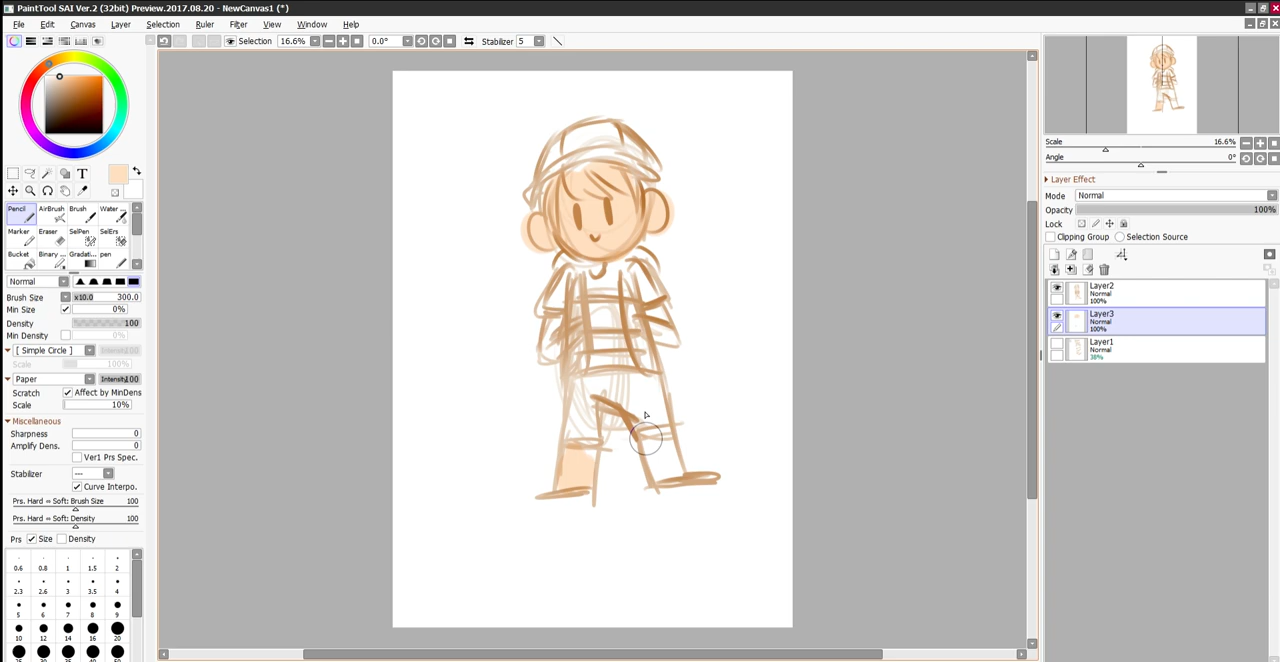 PaintTool SAI Ver.2 (32bit) Preview.2017.08.20 - NewCanvas1 (*)
File Edit Canvas Layer Selection Ruler Filter View Window Help
Selection 16.6% 0.0° Stabilizer 5
T
Pencil AirBrush Brush Water ...
Marker Eraser SelPen SelErs
Bucket Binary ... Gradati... pen
Normal
Brush Size x10.0 300.0
Min Size 0%
Density 100
Min Density 0%
[ Simple Circle ] Intensity 100
Scale 100%
Paper Intensity 100
Scratch Affect by MinDens
Scale 10%
Miscellaneous
Sharpness 0
Amplify Dens. 0
Ver1 Prs Spec.
Stabilizer ---
Curve Interpo.
Prs. Hard ⇔ Soft: Brush Size 100
Prs. Hard ⇔ Soft: Density 100
Prs Size Density
0.6 0.8 1 1.5 2
2.3 2.6 3 3.5 4
5 6 7 8 9
10 12 14 16 20
Scale 16.6%
Angle 0°
Layer Effect
Mode Normal
Opacity 100%
Lock
Clipping Group Selection Source
Layer2
Normal
100%
Layer3
Normal
100%
Layer1
Normal
38%